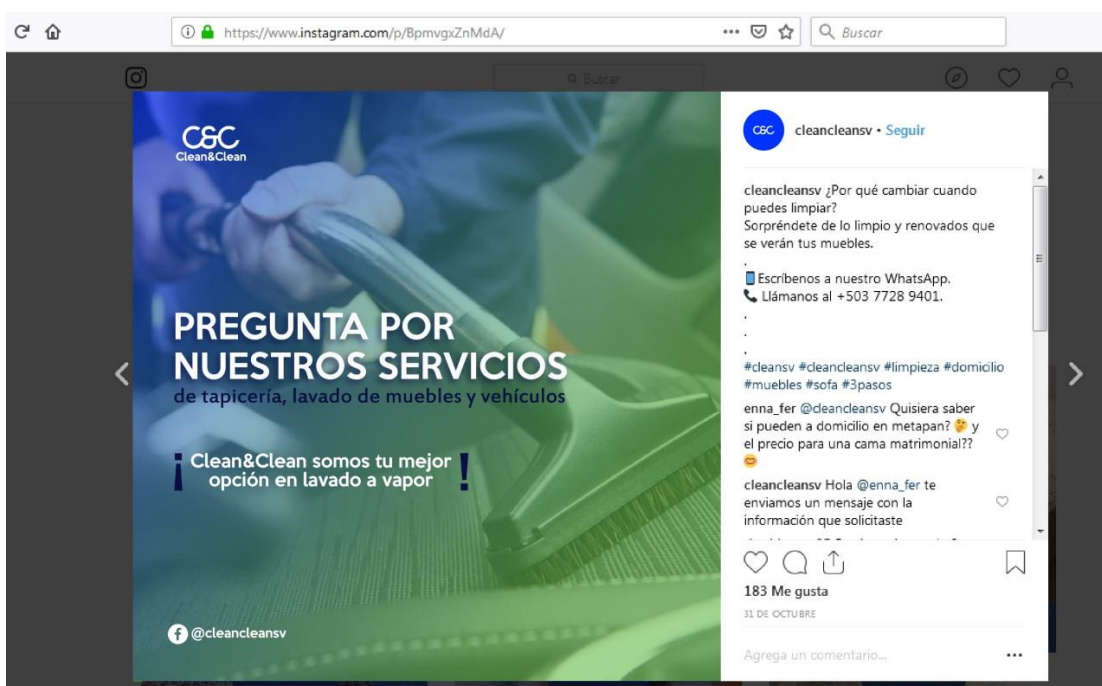 https://www.instagram.com/p/BpmvgxZnMdA/
Buscar
Buscar
C&C
Clean&Clean
PREGUNTA POR
NUESTROS SERVICIOS
de tapicería, lavado de muebles y vehículos
¡Clean&Clean somos tu mejor
opción en lavado a vapor!
@cleancleansv
C&C
cleancleansv • Seguir
cleancleansv ¿Por qué cambiar cuando
puedes limpiar?
Sorpréndete de lo limpio y renovados que
se verán tus muebles.
.
📱Escríbenos a nuestro WhatsApp.
📞 Llámanos al +503 7728 9401.
.
.
.
#cleansv #cleancleansv #limpieza #domicilio
#muebles #sofa #3pasos
enna_fer @cleancleansv Quisiera saber
si pueden a domicilio en metapan? 🤔 y
el precio para una cama matrimonial??
😊
cleancleansv Hola @enna_fer te
enviamos un mensaje con la
información que solicitaste
183 Me gusta
31 DE OCTUBRE
Agrega un comentario...